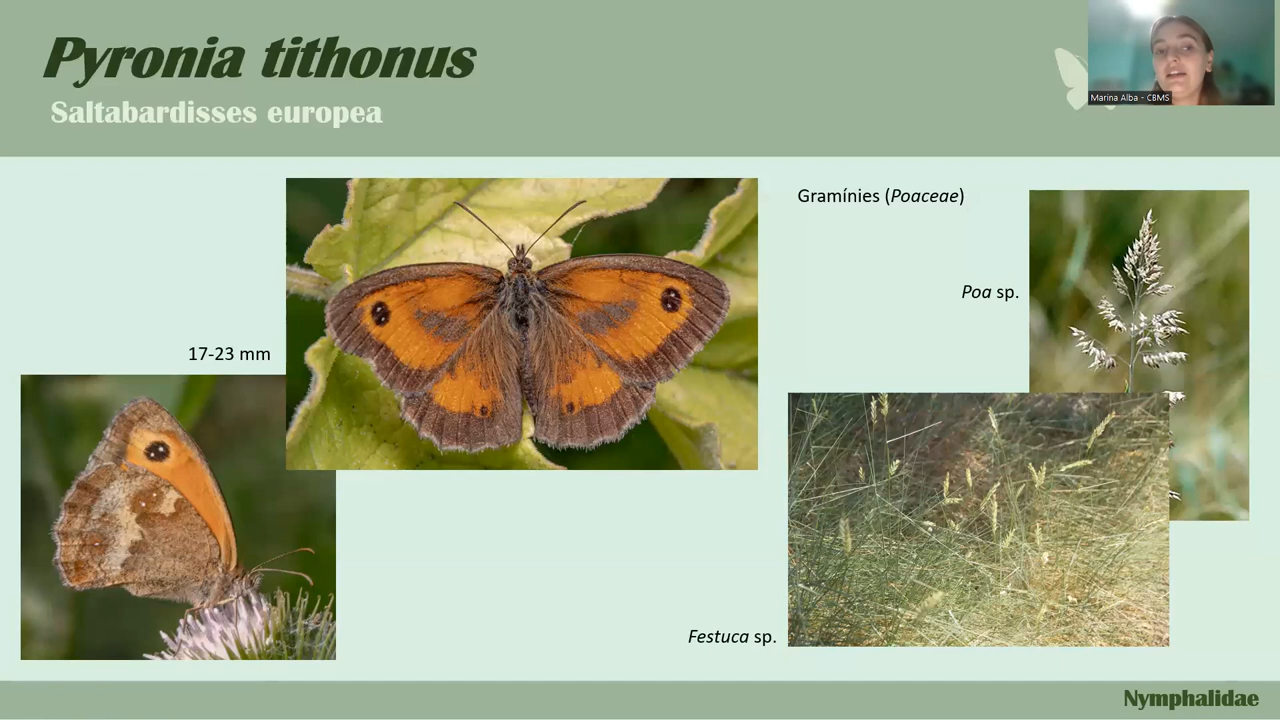 Pyronia tithonus
Saltabardisses europea
Marina Alba - CBMS
Gramínies (Poaceae)
Poa sp.
17-23 mm
Festuca sp.
Nymphalidae